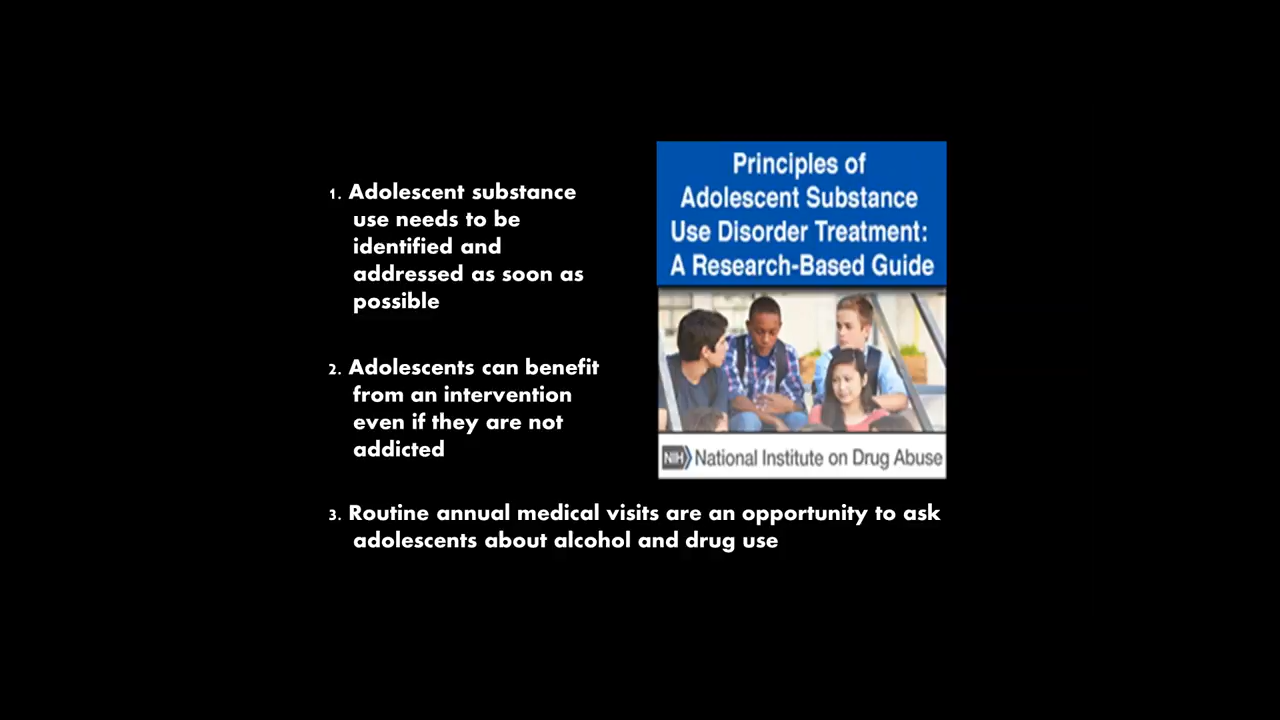 1. Adolescent substance
use needs to be
identified and
addressed as soon as
possible
2. Adolescents can benefit
from an intervention
even if they are not
addicted
3. Routine annual medical visits are an opportunity to ask
adolescents about alcohol and drug use
Principles of
Adolescent Substance
Use Disorder Treatment:
A Research-Based Guide
NIH National Institute on Drug Abuse